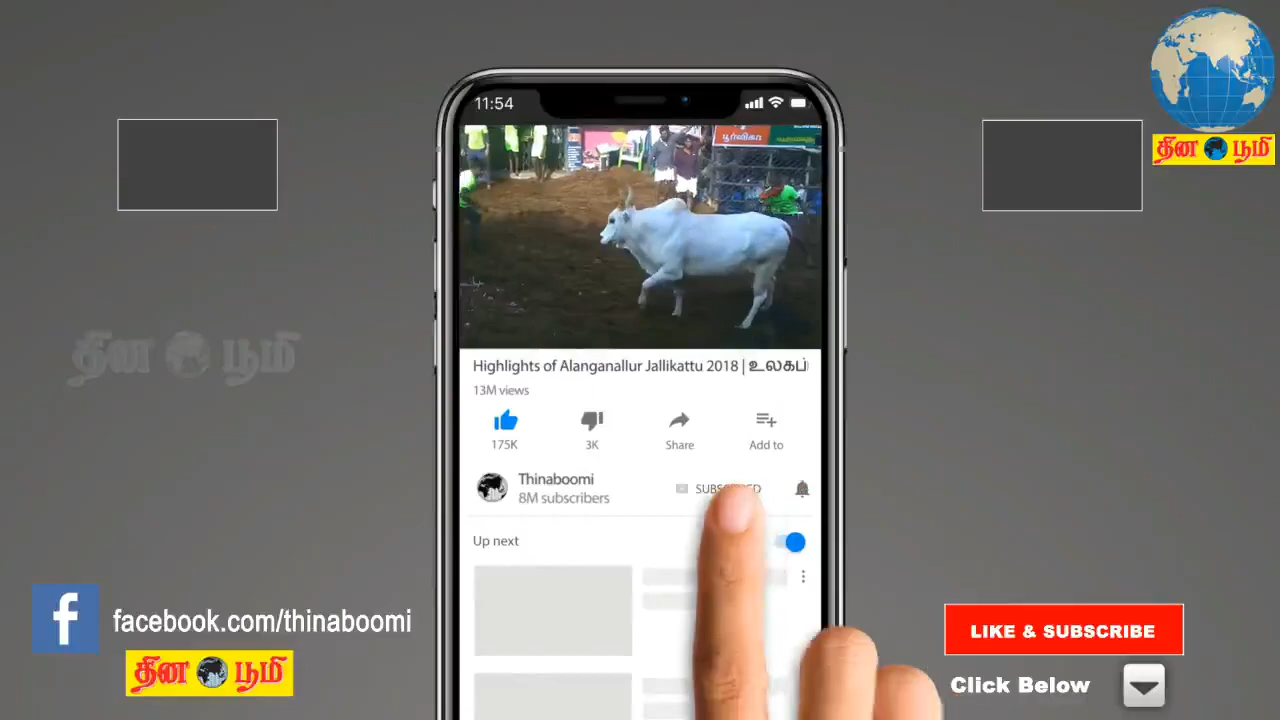 11:54
பூர்விகா
தின பூமி
தின பூமி
Highlights of Alanganallur Jallikattu 2018 | உலகப்
13M views
175K
3K
Share
Add to
Thinaboomi
8M subscribers
SUBSCRIBED
Up next
f
facebook.com/thinaboomi
தின பூமி
LIKE & SUBSCRIBE
Click Below